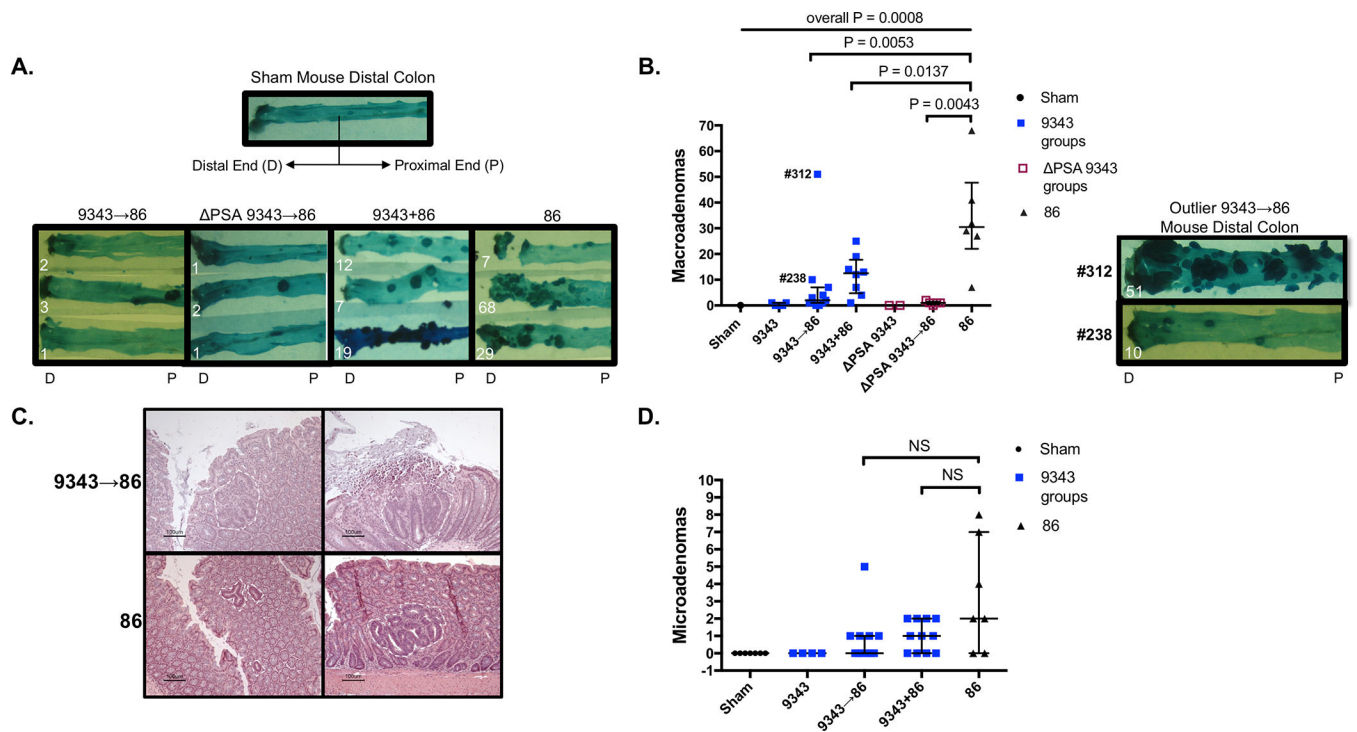 A.
Sham Mouse Distal Colon
Distal End (D)
Proximal End (P)
9343→86
ΔPSA 9343→86
9343+86
86
2
3
1
1
2
1
12
7
19
7
68
29
D
P
D
P
D
P
D
P
B.
overall P = 0.0008
P = 0.0053
P = 0.0137
P = 0.0043
Macroadenomas
70
60
50
40
30
20
10
0
#312
#238
Sham
9343
9343→86
9343+86
ΔPSA 9343
ΔPSA 9343→86
86
Sham
9343
groups
ΔPSA 9343
groups
86
Outlier 9343→86
Mouse Distal Colon
#312
51
#238
10
D
P
C.
9343→86
86
100um
100um
100um
100um
D.
NS
NS
Microadenomas
10
9
8
7
6
5
4
3
2
1
0
-1
Sham
9343
9343→86
9343+86
86
Sham
9343
groups
86